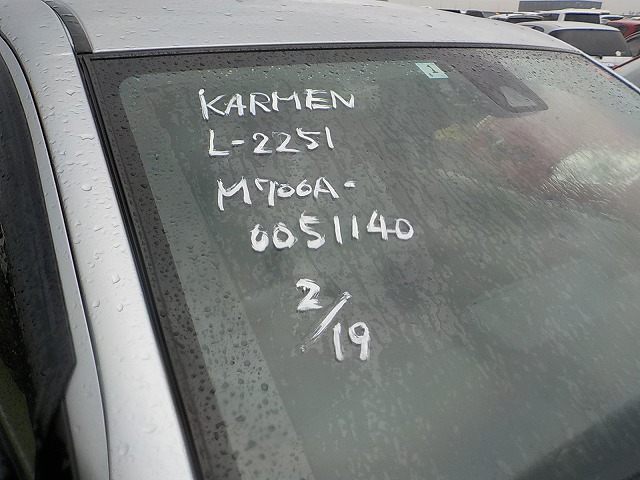 KARMEN
L-2251
M700A-
0051140
2/19